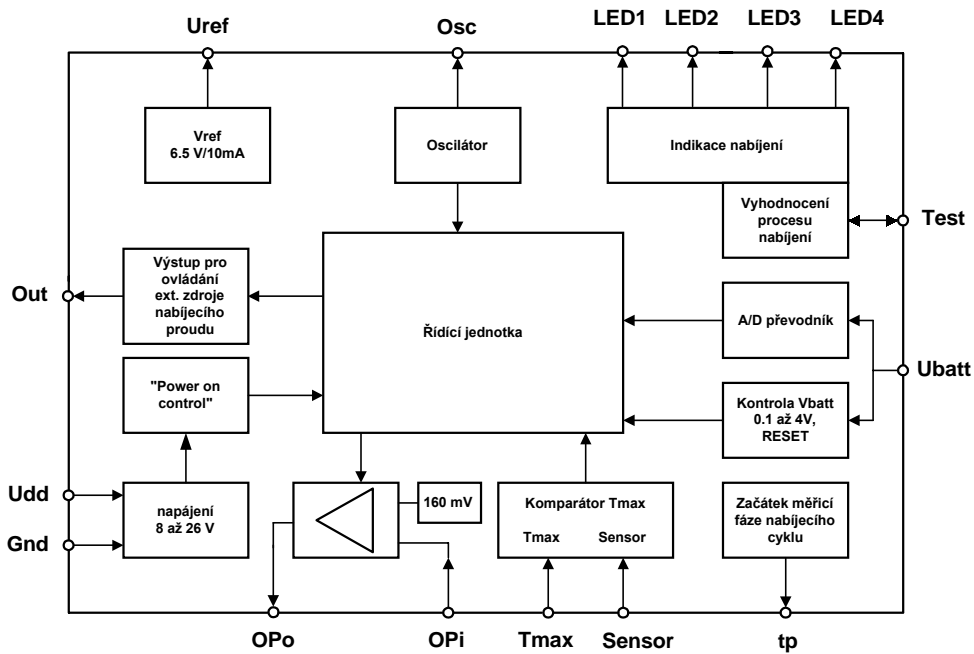 Uref
Osc
LED1
LED2
LED3
LED4
Vref
6.5 V/10mA
Oscilátor
Indikace nabíjení
Vyhodnocení
procesu
nabíjení
Test
Výstup pro
ovládání
ext. zdroje
nabíjecího
proudu
Out
Řídící jednotka
A/D převodník
Ubatt
"Power on
control"
Kontrola Vbatt
0.1 až 4V,
RESET
Udd
Gnd
napájení
8 až 26 V
160 mV
Komparátor Tmax
Tmax
Sensor
Začátek měřicí
fáze nabíjecího
cyklu
OPo
OPi
Tmax
Sensor
tp